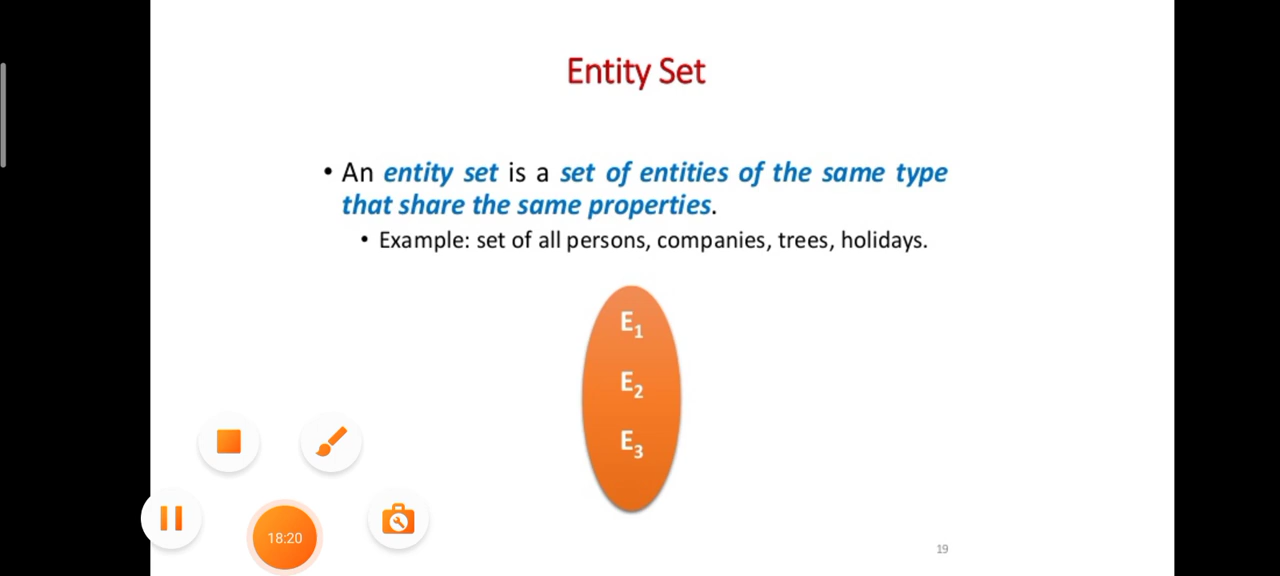 Entity Set
• An entity set is a set of entities of the same type
that share the same properties.
• Example: set of all persons, companies, trees, holidays.
E1
E2
E3
18:20
19